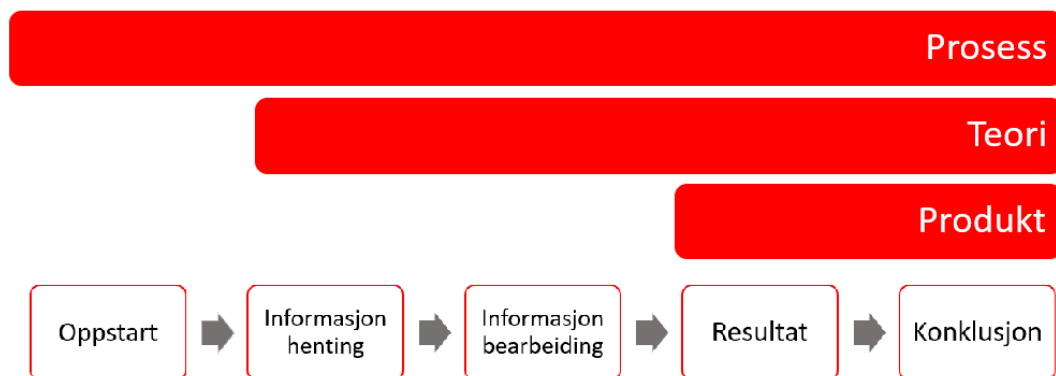 Prosess
Teori
Produkt
Oppstart
Informasjon
henting
Informasjon
bearbeiding
Resultat
Konklusjon